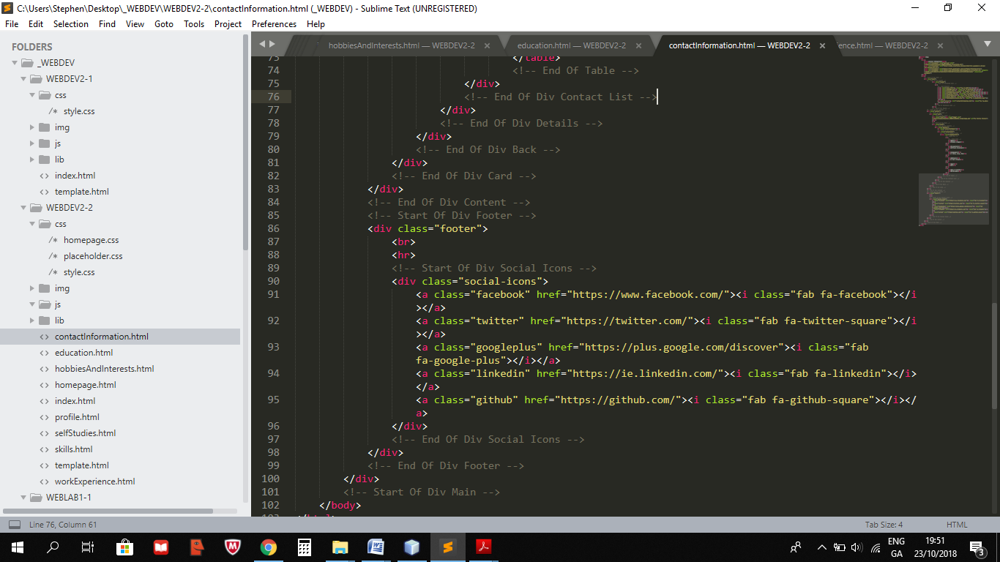 C:\Users\Stephen\Desktop\_WEBDEV\WEBDEV2-2\contactInformation.html (_WEBDEV) - Sublime Text (UNREGISTERED)
File Edit Selection Find View Goto Tools Project Preferences Help
FOLDERS
_WEBDEV
WEBDEV2-1
css
/* style.css
img
js
lib
<> index.html
<> template.html
WEBDEV2-2
css
/* homepage.css
/* placeholder.css
/* style.css
img
js
lib
<> contactInformation.html
<> education.html
<> hobbiesAndInterests.html
<> homepage.html
<> index.html
<> profile.html
<> selfStudies.html
<> skills.html
<> template.html
<> workExperience.html
WEBLAB1-1
hobbiesAndInterests.html — WEBDEV2-2 × education.html — WEBDEV2-2 × contactInformation.html — WEBDEV2-2 × ence.html — WEBDEV2-2 ×
73 </table>
74 <!-- End Of Table -->
75 </div>
76 <!-- End Of Div Contact List -->
77 </div>
78 <!-- End Of Div Details -->
79 </div>
80 <!-- End Of Div Back -->
81 </div>
82 <!-- End Of Div Card -->
83 </div>
84 <!-- End Of Div Content -->
85 <!-- Start Of Div Footer -->
86 <div class="footer">
87 <br>
88 <hr>
89 <!-- Start Of Div Social Icons -->
90 <div class="social-icons">
91 <a class="facebook" href="https://www.facebook.com/"><i class="fab fa-facebook"></i
></a>
92 <a class="twitter" href="https://twitter.com/"><i class="fab fa-twitter-square"></i
></a>
93 <a class="googleplus" href="https://plus.google.com/discover"><i class="fab
fa-google-plus"></i></a>
94 <a class="linkedin" href="https://ie.linkedin.com/"><i class="fab fa-linkedin"></i>
</a>
95 <a class="github" href="https://github.com/"><i class="fab fa-github-square"></i></
a>
96 </div>
97 <!-- End Of Div Social Icons -->
98 </div>
99 <!-- End Of Div Footer -->
100 </div>
101 <!-- Start Of Div Main -->
102 </body>
Line 76, Column 61 Tab Size: 4 HTML
ENG 19:51
GA 23/10/2018 3